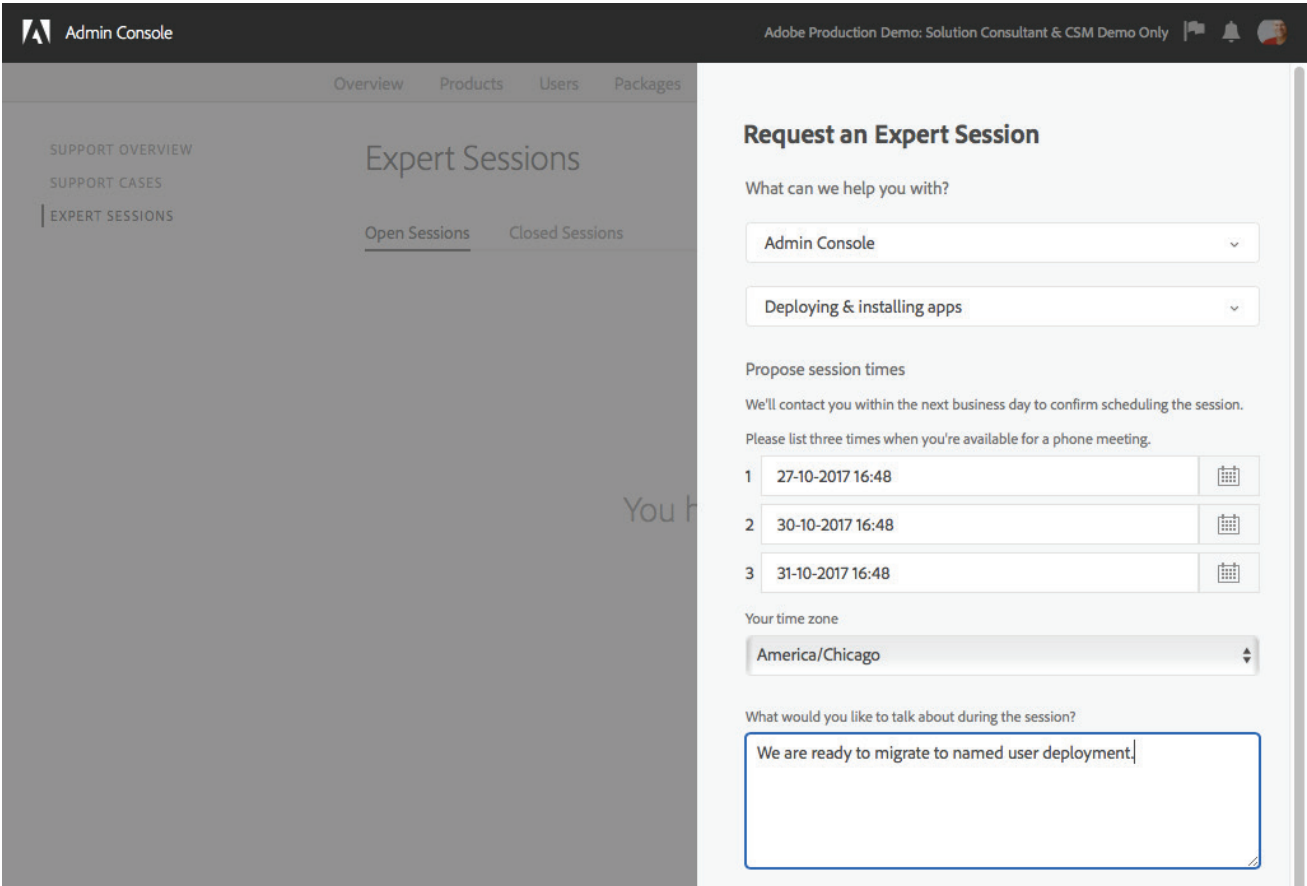 Admin Console
Adobe Production Demo: Solution Consultant & CSM Demo Only
Overview Products Users Packages
SUPPORT OVERVIEW
SUPPORT CASES
EXPERT SESSIONS
Expert Sessions
Open Sessions Closed Sessions
You
Request an Expert Session
What can we help you with?
Admin Console
Deploying & installing apps
Propose session times
We'll contact you within the next business day to confirm scheduling the session.
Please list three times when you're available for a phone meeting.
1 27-10-2017 16:48
2 30-10-2017 16:48
3 31-10-2017 16:48
Your time zone
America/Chicago
What would you like to talk about during the session?
We are ready to migrate to named user deployment.